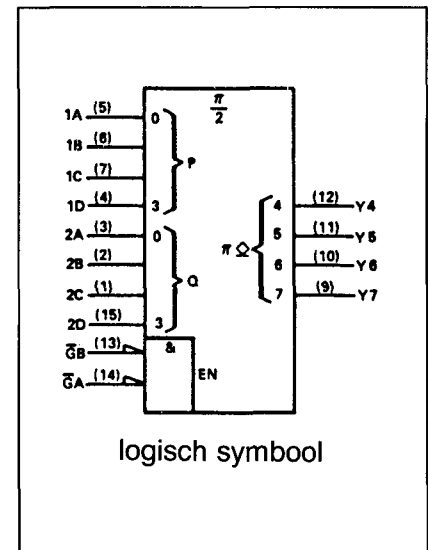 π
2
1A (5) 0
1B (6)
1C (7) P
1D (4) 3
2A (3) 0
2B (2)
2C (1) Q
2D (15) 3
G̅B (13) &
G̅A (14) EN
4 (12) Y4
5 (11) Y5
π ◇ 6 (10) Y6
7 (9) Y7
logisch symbool